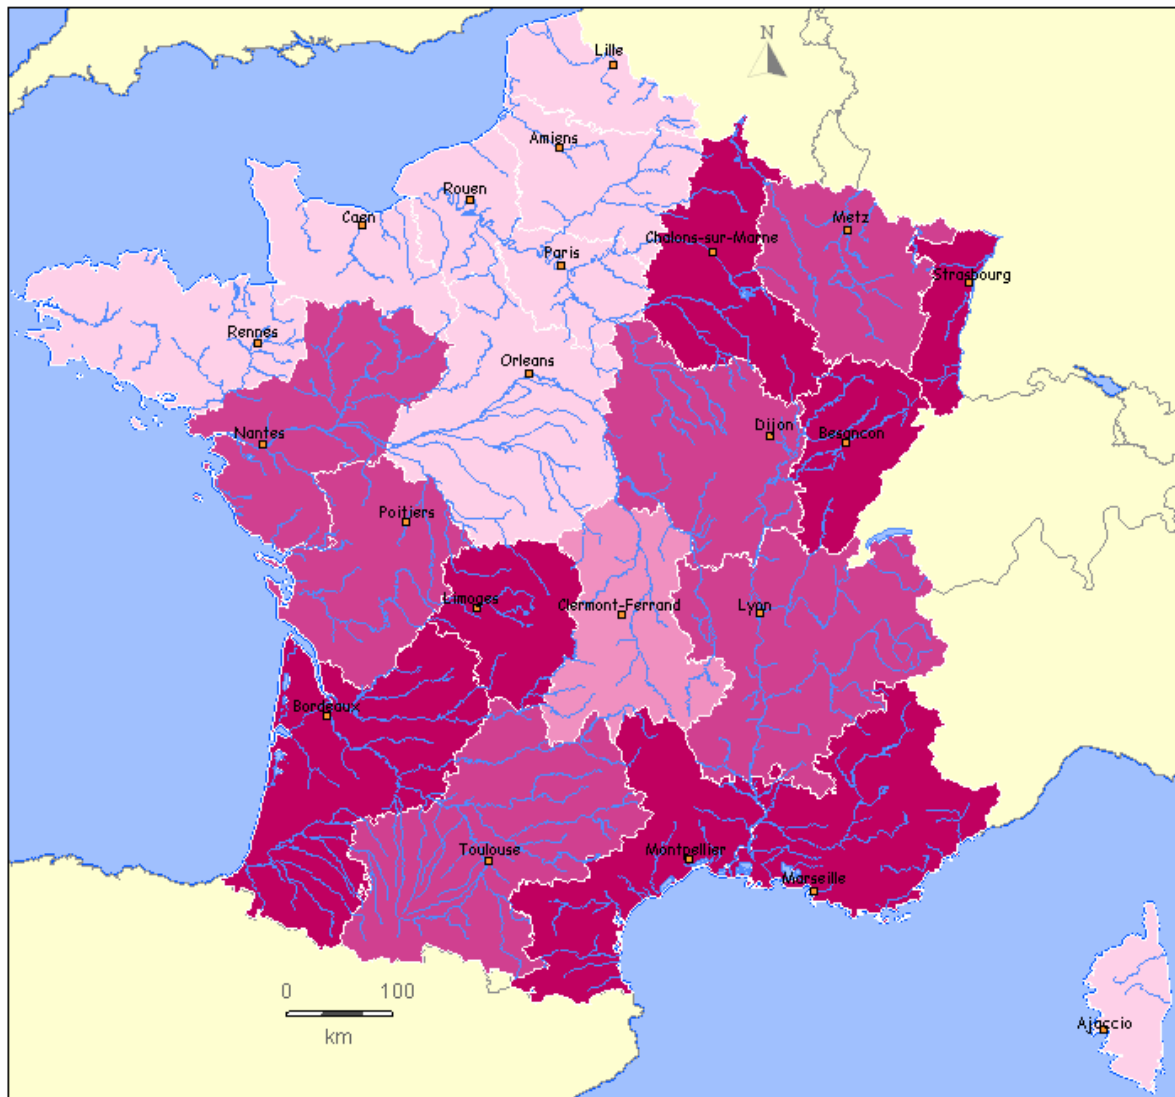 Lille
N
Amiens
Rouen
Caen
Metz
Chalons-sur-Marne
Paris
Strasbourg
Rennes
Orleans
Nantes
Dijon
Besancon
Poitiers
Limoges
Clermont-Ferrand
Lyon
Bordeaux
Toulouse
Montpellier
Marseille
0 100
km
Ajaccio